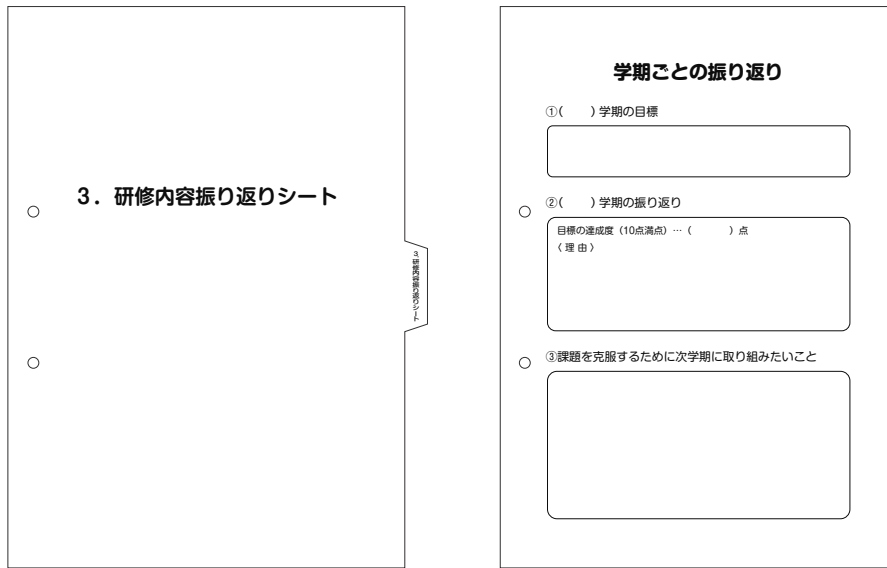 3．研修内容振り返りシート
3．研修内容振り返りシート
学期ごとの振り返り
①(　　)学期の目標
②(　　)学期の振り返り
目標の達成度（10点満点）…（　　　）点
〈 理 由 〉
③課題を克服するために次学期に取り組みたいこと